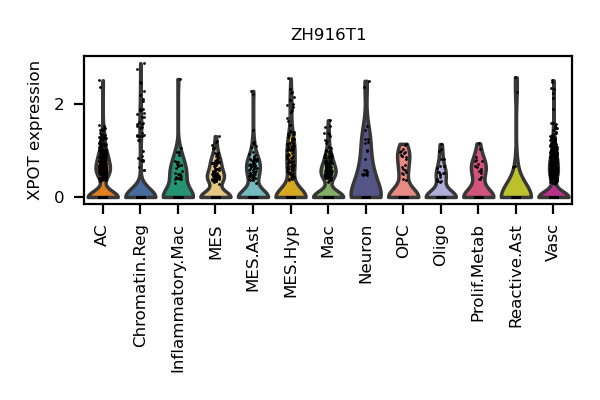 ZH916T1
XPOT expression
2
0
AC
Chromatin.Reg
Inflammatory.Mac
MES
MES.Ast
MES.Hyp
Mac
Neuron
OPC
Oligo
Prolif.Metab
Reactive.Ast
Vasc